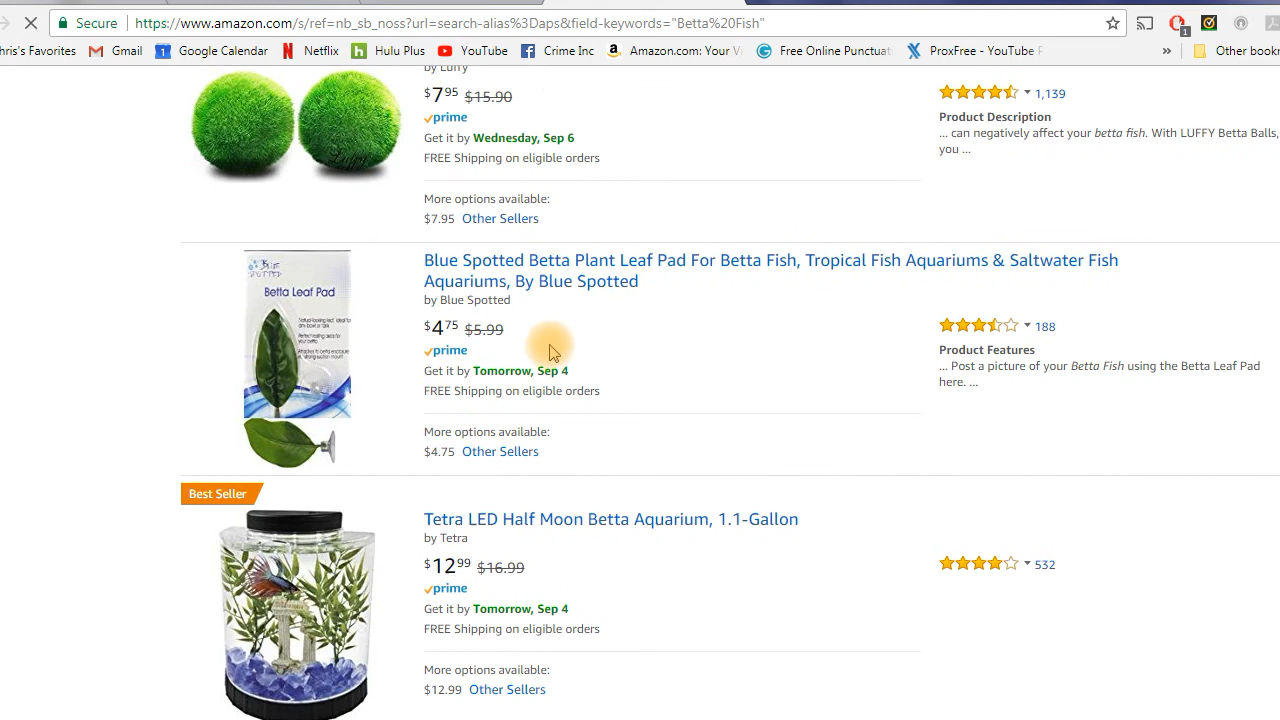 Secure https://www.amazon.com/s/ref=nb_sb_noss?url=search-alias%3Daps&field-keywords="Betta%20Fish"
hris's Favorites Gmail Google Calendar Netflix Hulu Plus YouTube Crime Inc. Amazon.com: Your Free Online Punctuat ProxFree - YouTube Other bookm
by Luffy
$7 95 $15.90
prime
Get it by Wednesday, Sep 6
FREE Shipping on eligible orders
More options available:
$7.95 Other Sellers
1,139
Product Description
... can negatively affect your betta fish. With LUFFY Betta Balls,
you ...
Blue Spotted Betta Plant Leaf Pad For Betta Fish, Tropical Fish Aquariums & Saltwater Fish
Aquariums, By Blue Spotted
by Blue Spotted
$4 75 $5.99
prime
Get it by Tomorrow, Sep 4
FREE Shipping on eligible orders
More options available:
$4.75 Other Sellers
188
Product Features
... Post a picture of your Betta Fish using the Betta Leaf Pad
here. ...
Betta Leaf Pad
Best Seller
Tetra LED Half Moon Betta Aquarium, 1.1-Gallon
by Tetra
$12 99 $16.99
prime
Get it by Tomorrow, Sep 4
FREE Shipping on eligible orders
More options available:
$12.99 Other Sellers
532